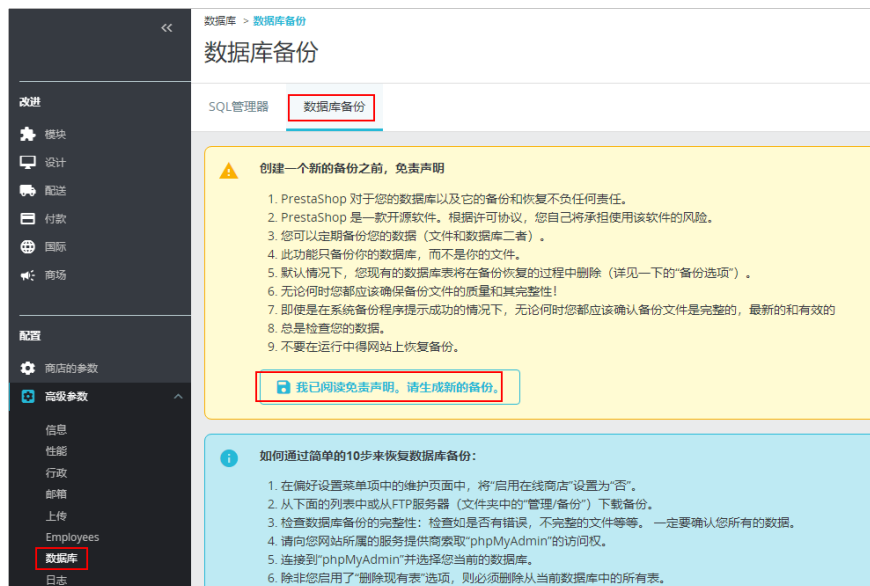 «
改进
模块
设计
配送
付款
国际
商场
配置
商店的参数
高级参数
信息
性能
行政
邮箱
上传
Employees
数据库
日志
数据库 > 数据库备份
数据库备份
SQL管理器
数据库备份
创建一个新的备份之前，免责声明
1. PrestaShop 对于您的数据库以及它的备份和恢复不负任何责任。
2. PrestaShop 是一款开源软件。根据许可协议，您自己将承担使用该软件的风险。
3. 您可以定期备份您的数据（文件和数据库二者）。
4. 此功能只备份你的数据库，而不是你的文件。
5. 默认情况下，您现有的数据库表将在备份恢复的过程中删除（详见一下的“备份选项”）。
6. 无论何时您都应该确保备份文件的质量和其完整性！
7. 即使是在系统备份程序提示成功的情况下，无论何时您都应该确认备份文件是完整的，最新的和有效的
8. 总是检查您的数据。
9. 不要在运行中得网站上恢复备份。
我已阅读免责声明。请生成新的备份。
如何通过简单的10步来恢复数据库备份：
1. 在偏好设置菜单项中的维护页面中，将“启用在线商店”设置为“否”。
2. 从下面的列表中或从FTP服务器（文件夹中的“管理/备份”）下载备份。
3. 检查数据库备份的完整性：检查如是否有错误，不完整的文件等等。 一定要确认您所有的数据。
4. 请向您网站所属的服务提供商索取“phpMyAdmin”的访问权。
5. 连接到“phpMyAdmin”并选择您当前的数据库。
6. 除非您启用了“删除现有表”选项，则必须删除从当前数据库中的所有表。